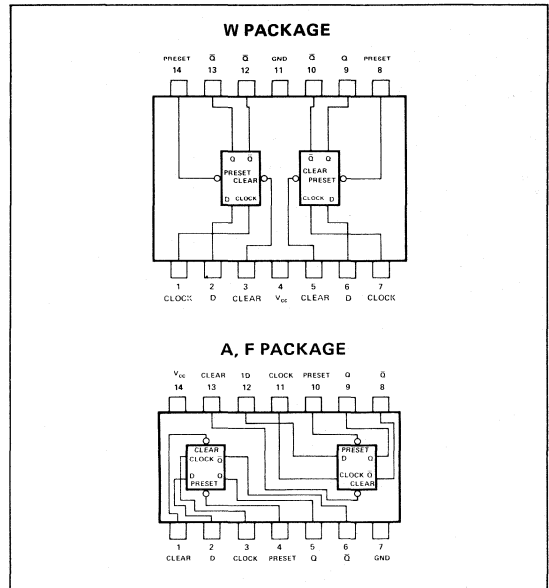 W PACKAGE
PRESET Q̅ Q̅ GND Q̅ Q PRESET
14 13 12 11 10 9 8
Q Q̅ Q̅ Q
PRESET CLEAR
CLEAR PRESET
D CLOCK CLOCK D
1 2 3 4 5 6 7
CLOCK D CLEAR Vcc CLEAR D CLOCK
A, F PACKAGE
Vcc CLEAR 1D CLOCK PRESET Q Q̅
14 13 12 11 10 9 8
CLEAR PRESET
CLOCK Q̅ D Q
D Q CLOCK Q̅
PRESET CLEAR
1 2 3 4 5 6 7
CLEAR D CLOCK PRESET Q Q̅ GND